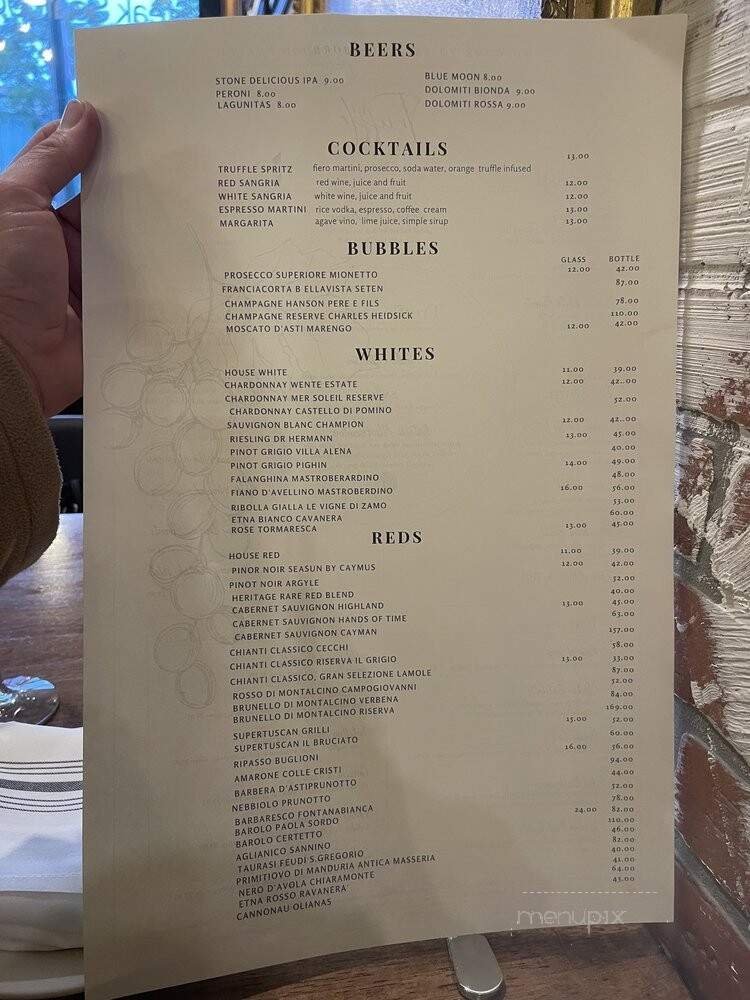 BEERS
STONE DELICIOUS IPA 9.00
PERONI 8.00
LAGUNITAS 8.00
BLUE MOON 8.00
DOLOMITI BIONDA 9.00
DOLOMITI ROSSA 9.00
COCKTAILS
TRUFFLE SPRITZ fiero martini, prosecco, soda water, orange truffle infused 13.00
RED SANGRIA red wine, juice and fruit 12.00
WHITE SANGRIA white wine, juice and fruit 12.00
ESPRESSO MARTINI rice vodka, espresso, coffee cream 13.00
MARGARITA agave vino, lime juice, simple sirup 13.00
BUBBLES
GLASS BOTTLE
PROSECCO SUPERIORE MIONETTO 12.00 42.00
FRANCIACORTA B ELLAVISTA SETEN 87.00
CHAMPAGNE HANSON PERE E FILS 78.00
CHAMPAGNE RESERVE CHARLES HEIDSICK 110.00
MOSCATO D'ASTI MARENGO 12.00 42.00
WHITES
HOUSE WHITE 11.00 39.00
CHARDONNAY WENTE ESTATE 12.00 42..00
CHARDONNAY MER SOLEIL RESERVE 52.00
CHARDONNAY CASTELLO DI POMINO
SAUVIGNON BLANC CHAMPION 12.00 42..00
RIESLING DR HERMANN 13.00 45.00
PINOT GRIGIO VILLA ALENA 40.00
PINOT GRIGIO PIGHIN 14.00 49.00
FALANGHINA MASTROBERARDINO 48.00
FIANO D'AVELLINO MASTROBERDINO 16.00 56.00
RIBOLLA GIALLA LE VIGNE DI ZAMO 53.00
ETNA BIANCO CAVANERA 60.00
ROSE TORMARESCA 13.00 45.00
REDS
HOUSE RED 11.00 39.00
PINOR NOIR SEASUN BY CAYMUS 12.00 42.00
PINOT NOIR ARGYLE 52.00
HERITAGE RARE RED BLEND 40.00
CABERNET SAUVIGNON HIGHLAND 13.00 45.00
CABERNET SAUVIGNON HANDS OF TIME 63.00
CABERNET SAUVIGNON CAYMAN 157.00
CHIANTI CLASSICO CECCHI 58.00
CHIANTI CLASSICO RISERVA IL GRIGIO 13.00 33.00
CHIANTI CLASSICO, GRAN SELEZIONE LAMOLE 87.00
ROSSO DI MONTALCINO CAMPOGIOVANNI 52.00
BRUNELLO DI MONTALCINO VERBENA 84.00
BRUNELLO DI MONTALCINO RISERVA 169.00
SUPERTUSCAN GRILLI 15.00 52.00
SUPERTUSCAN IL BRUCIATO 60.00
RIPASSO BUGLIONI 16.00 56.00
AMARONE COLLE CRISTI 94.00
BARBERA D'ASTIPRUNOTTO 44.00
NEBBIOLO PRUNOTTO 52.00
BARBARESCO FONTANABIANCA 78.00
BAROLO PAOLA SORDO 24.00 82.00
BAROLO CERTETTO 110.00
AGLIANICO SANNINO 46.00
TAURASI FEUDI S.GREGORIO 82.00
PRIMITIOVO DI MANDURIA ANTICA MASSERIA 40.00
NERO D'AVOLA CHIARAMONTE 41.00
ETNA ROSSO RAVANERA' 64.00
CANNONAU OLIANAS 45.00
menupix